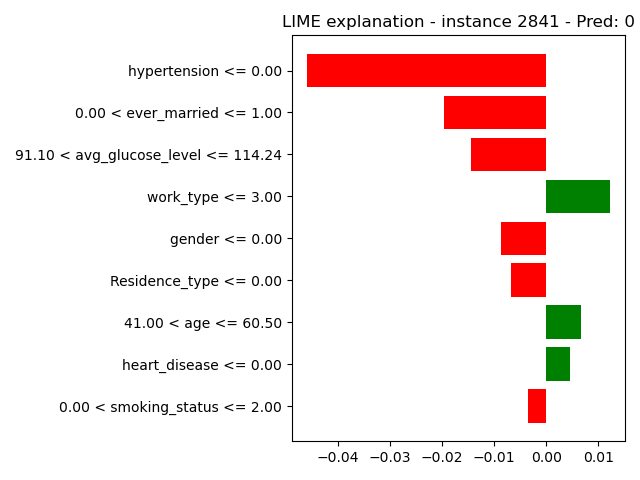 LIME explanation - instance 2841 - Pred: 0
hypertension <= 0.00
0.00 < ever_married <= 1.00
91.10 < avg_glucose_level <= 114.24
work_type <= 3.00
gender <= 0.00
Residence_type <= 0.00
41.00 < age <= 60.50
heart_disease <= 0.00
0.00 < smoking_status <= 2.00
−0.04 −0.03 −0.02 −0.01 0.00 0.01